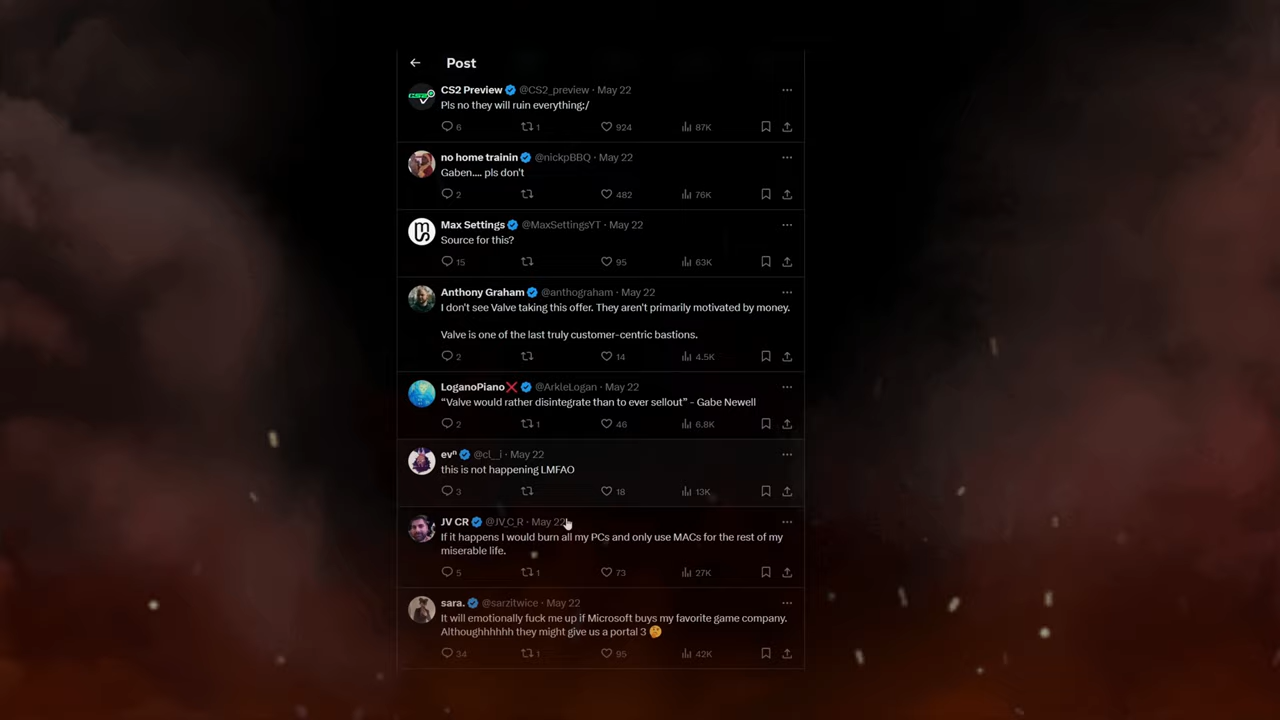 ← Post
CS2 Preview @CS2_preview · May 22
Pls no they will ruin everything:/
6 1 924 87K
no home trainin @nickpBBQ · May 22
Gaben.... pls don't
2 482 76K
Max Settings @MaxSettingsYT · May 22
Source for this?
15 95 63K
Anthony Graham @anthograham · May 22
I don't see Valve taking this offer. They aren't primarily motivated by money.
Valve is one of the last truly customer-centric bastions.
2 14 4.5K
LoganoPiano❌ @ArkleLogan · May 22
“Valve would rather disintegrate than to ever sellout” - Gabe Newell
2 1 46 6.8K
evⁿ @cl__i · May 22
this is not happening LMFAO
3 18 13K
JV CR @JV_C_R · May 22
If it happens I would burn all my PCs and only use MACs for the rest of my
miserable life.
5 1 73 27K
sara. @sarzitwice · May 22
It will emotionally fuck me up if Microsoft buys my favorite game company.
Althoughhhhhh they might give us a portal 3 🤔
34 1 95 42K